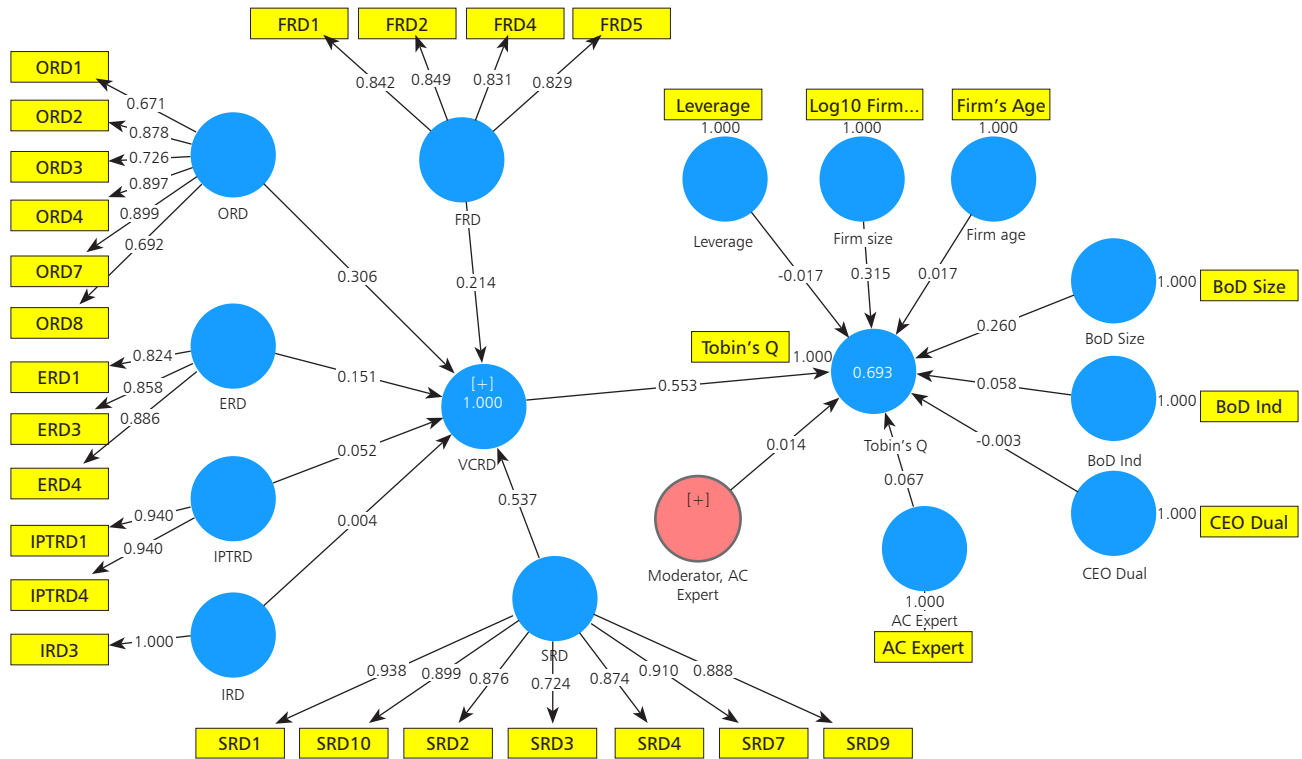 FRD1 FRD2 FRD4 FRD5
0.842 0.849 0.831 0.829
FRD
ORD1
ORD2
ORD3
ORD4
ORD7
ORD8
0.671
0.878
0.726
0.897
0.899
0.692
ORD
0.306
0.214
ERD1
ERD3
ERD4
0.824
0.858
0.886
ERD
0.151
IPTRD1
IPTRD4
0.940
0.940
IPTRD
0.052
IRD3
1.000
IRD
0.004
[+]
1.000
VCRD
0.537
SRD
0.938 0.899 0.876 0.724 0.874 0.910 0.888
SRD1 SRD10 SRD2 SRD3 SRD4 SRD7 SRD9
0.553
Leverage Log10 Firm... Firm's Age
1.000 1.000 1.000
Leverage Firm size Firm age
-0.017 0.315 0.017
Tobin's Q 1.000
0.693
Tobin's Q
BoD Size
1.000
BoD Size
0.260
BoD Ind
1.000
BoD Ind
0.058
CEO Dual
1.000
CEO Dual
-0.003
0.014
[+]
Moderator, AC
Expert
0.067
1.000
AC Expert
AC Expert